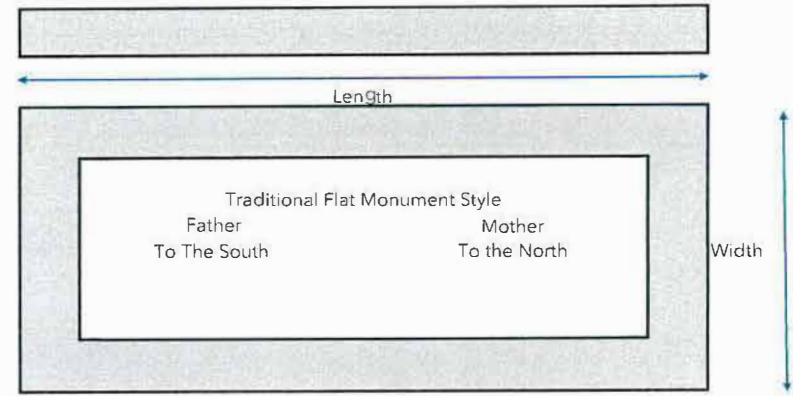 Length
Traditional Flat Monument Style
Father Mother
To The South To the North
Width